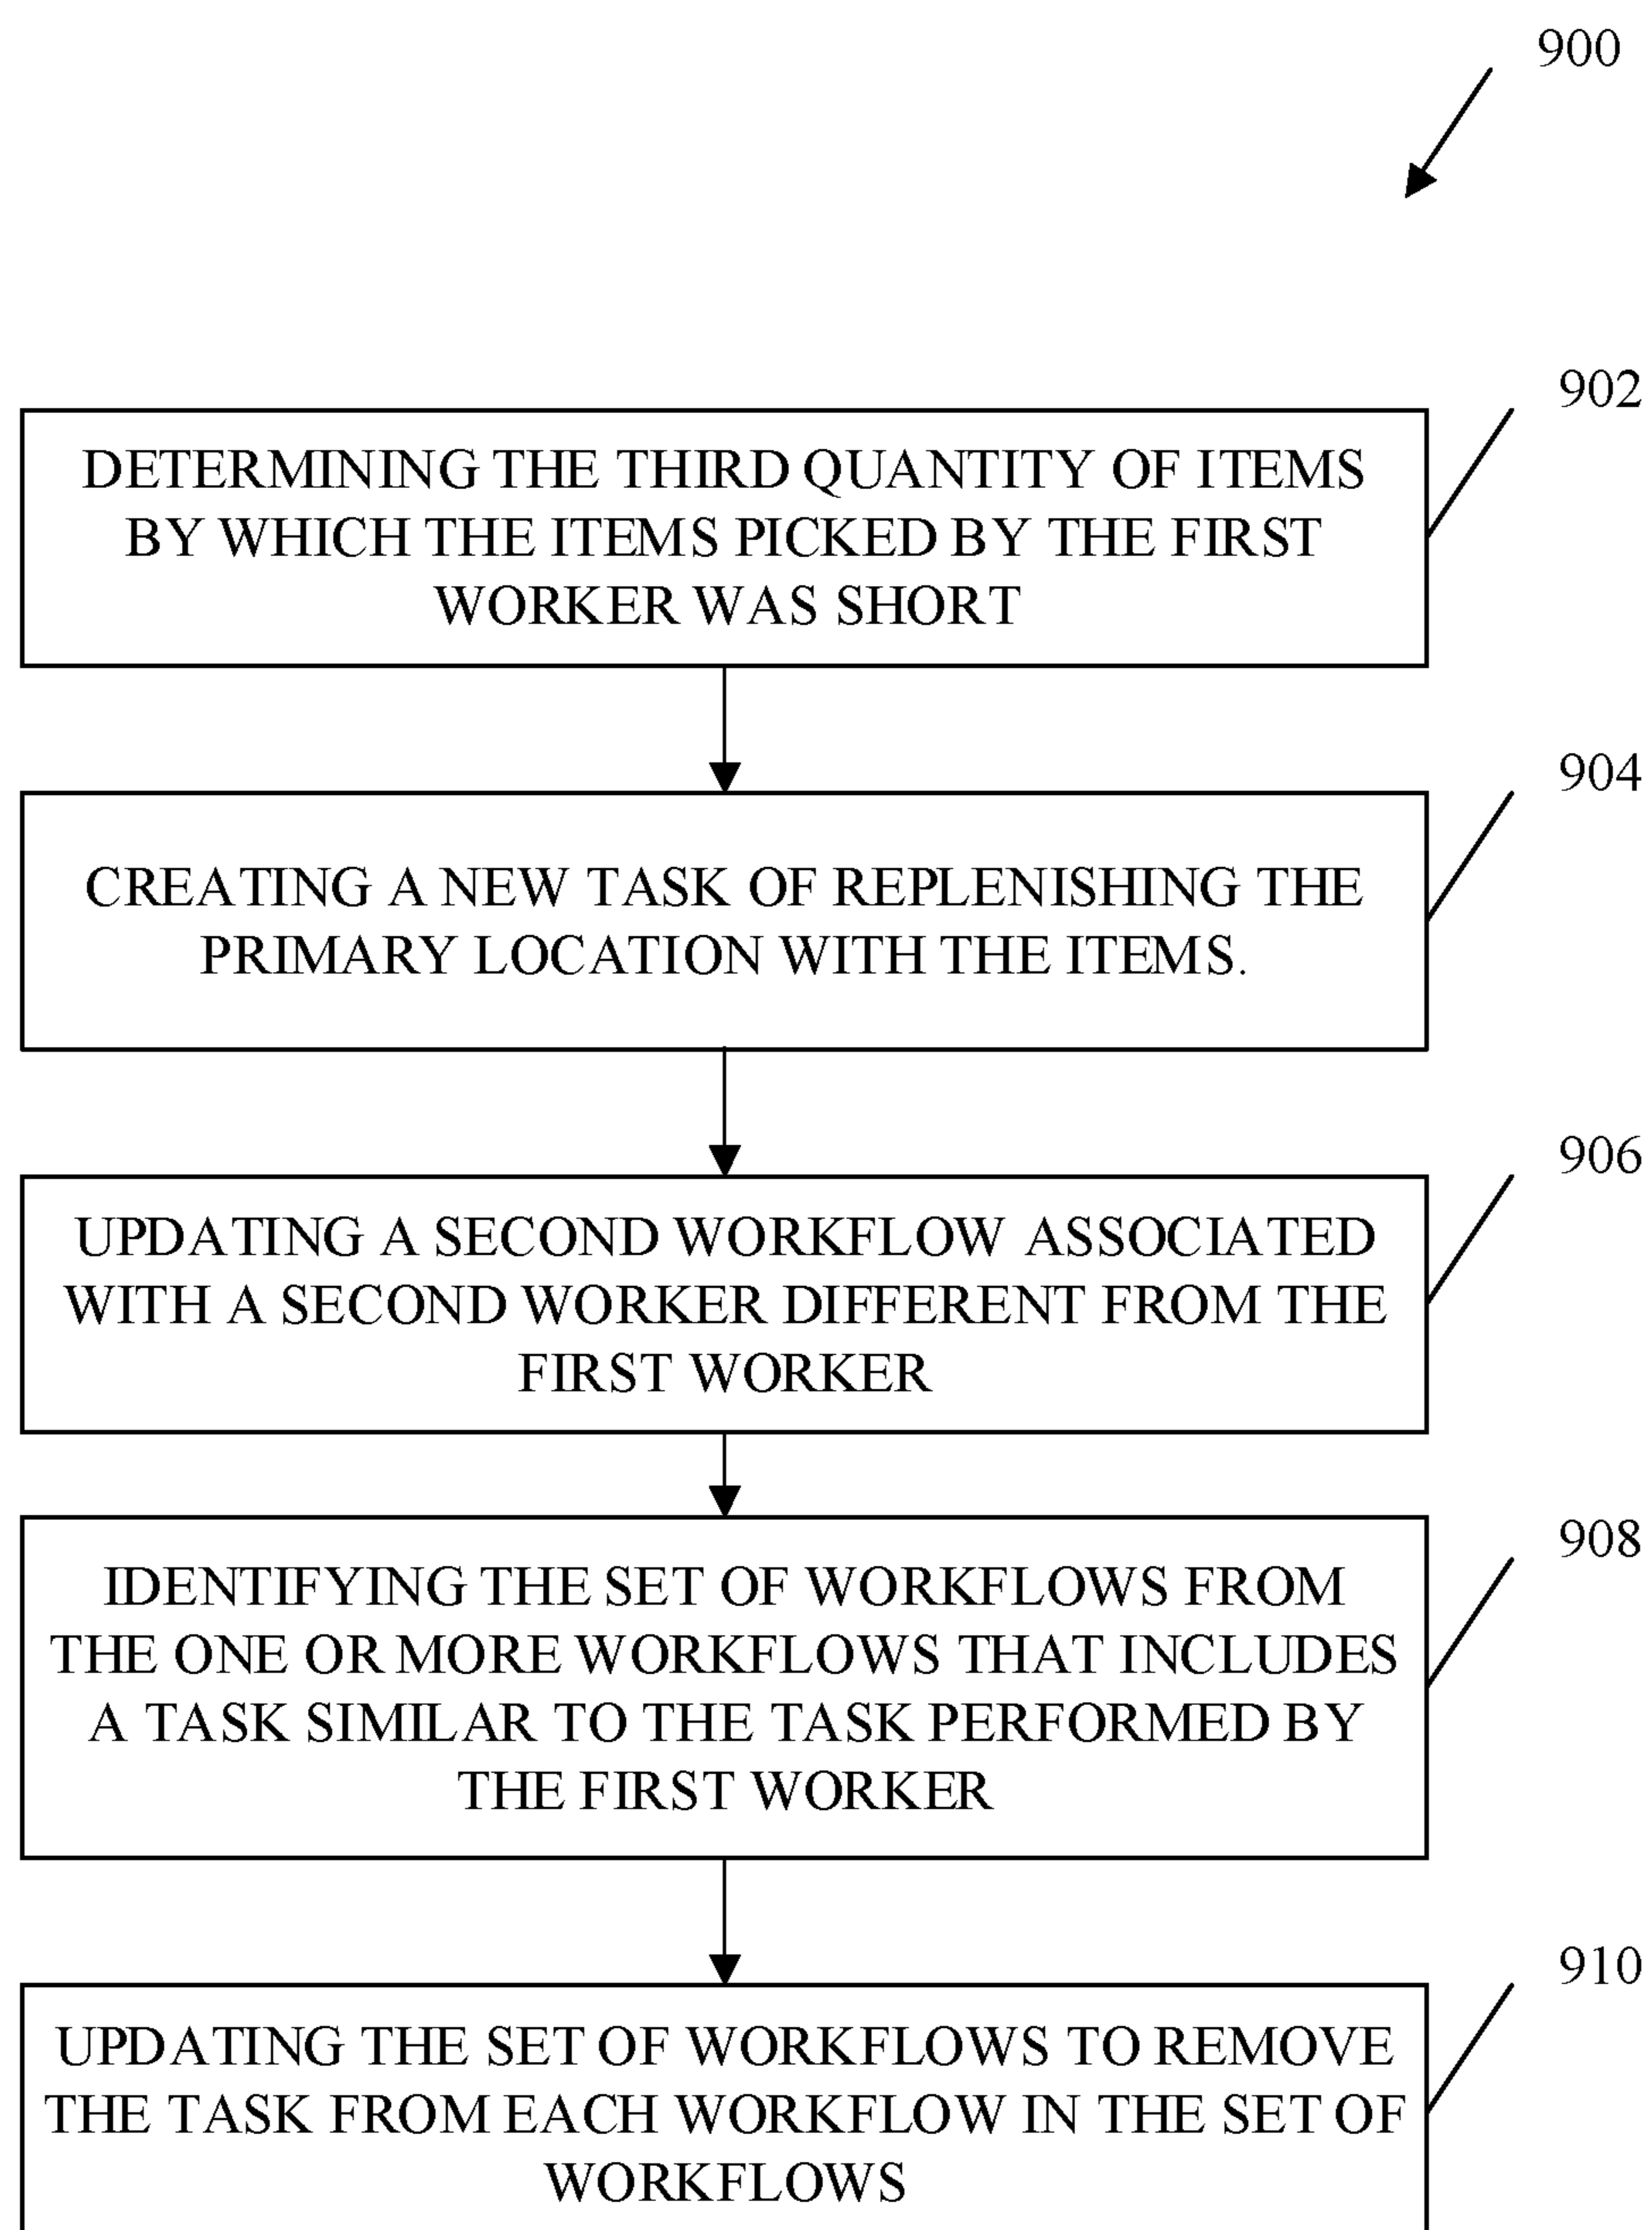 900
902
DETERMINING THE THIRD QUANTITY OF ITEMS
BY WHICH THE ITEMS PICKED BY THE FIRST
WORKER WAS SHORT
904
CREATING A NEW TASK OF REPLENISHING THE
PRIMARY LOCATION WITH THE ITEMS.
906
UPDATING A SECOND WORKFLOW ASSOCIATED
WITH A SECOND WORKER DIFFERENT FROM THE
FIRST WORKER
908
IDENTIFYING THE SET OF WORKFLOWS FROM
THE ONE OR MORE WORKFLOWS THAT INCLUDES
A TASK SIMILAR TO THE TASK PERFORMED BY
THE FIRST WORKER
910
UPDATING THE SET OF WORKFLOWS TO REMOVE
THE TASK FROM EACH WORKFLOW IN THE SET OF
WORKFLOWS